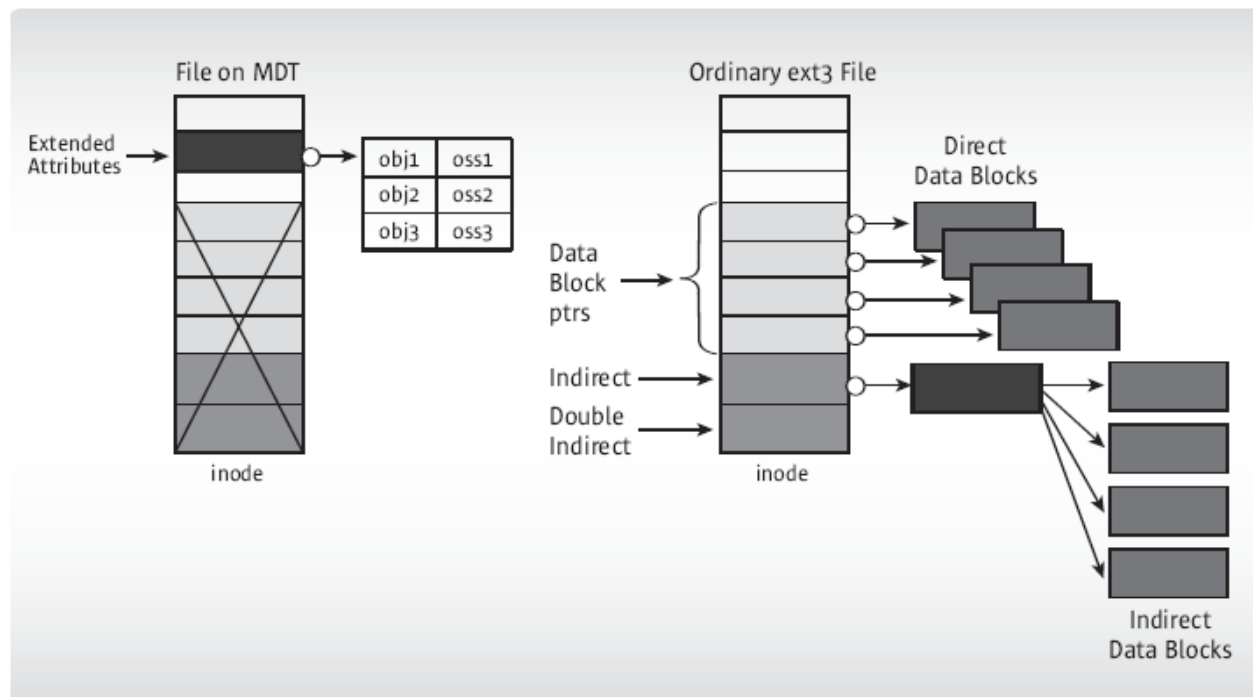 File on MDT
Extended
Attributes
obj1 oss1
obj2 oss2
obj3 oss3
inode
Ordinary ext3 File
Direct
Data Blocks
Data
Block
ptrs
Indirect
Double
Indirect
inode
Indirect
Data Blocks